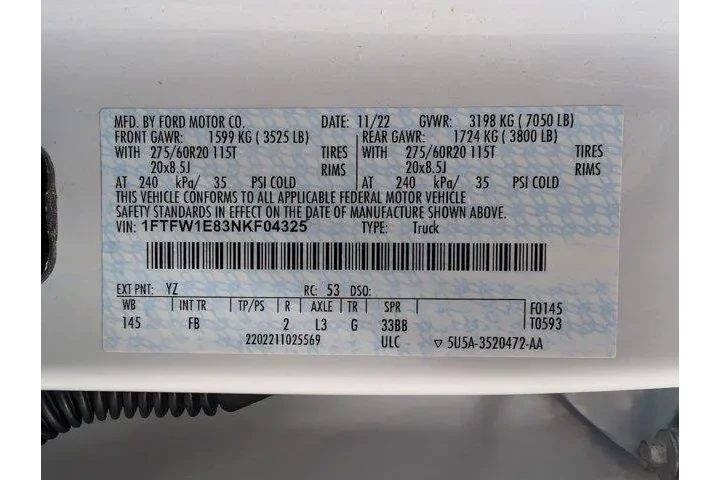 MFD. BY FORD MOTOR CO. DATE: 11/22 GVWR: 3198 KG ( 7050 LB)
FRONT GAWR: 1599 KG ( 3525 LB) REAR GAWR: 1724 KG ( 3800 LB)
WITH 275/60R20 115T TIRES WITH 275/60R20 115T TIRES
20x8.5J RIMS 20x8.5J RIMS
AT 240 kPa/ 35 PSI COLD AT 240 kPa/ 35 PSI COLD
THIS VEHICLE CONFORMS TO ALL APPLICABLE FEDERAL MOTOR VEHICLE
SAFETY STANDARDS IN EFFECT ON THE DATE OF MANUFACTURE SHOWN ABOVE.
VIN: 1FTFW1E83NKF04325 TYPE: Truck
EXT PNT: YZ RC: 53 DSO:
WB INT TR TP/PS R AXLE TR SPR F0145
145 FB 2 L3 G 33BB T0593
2202211025569 ULC ▽ 5U5A-3520472-AA